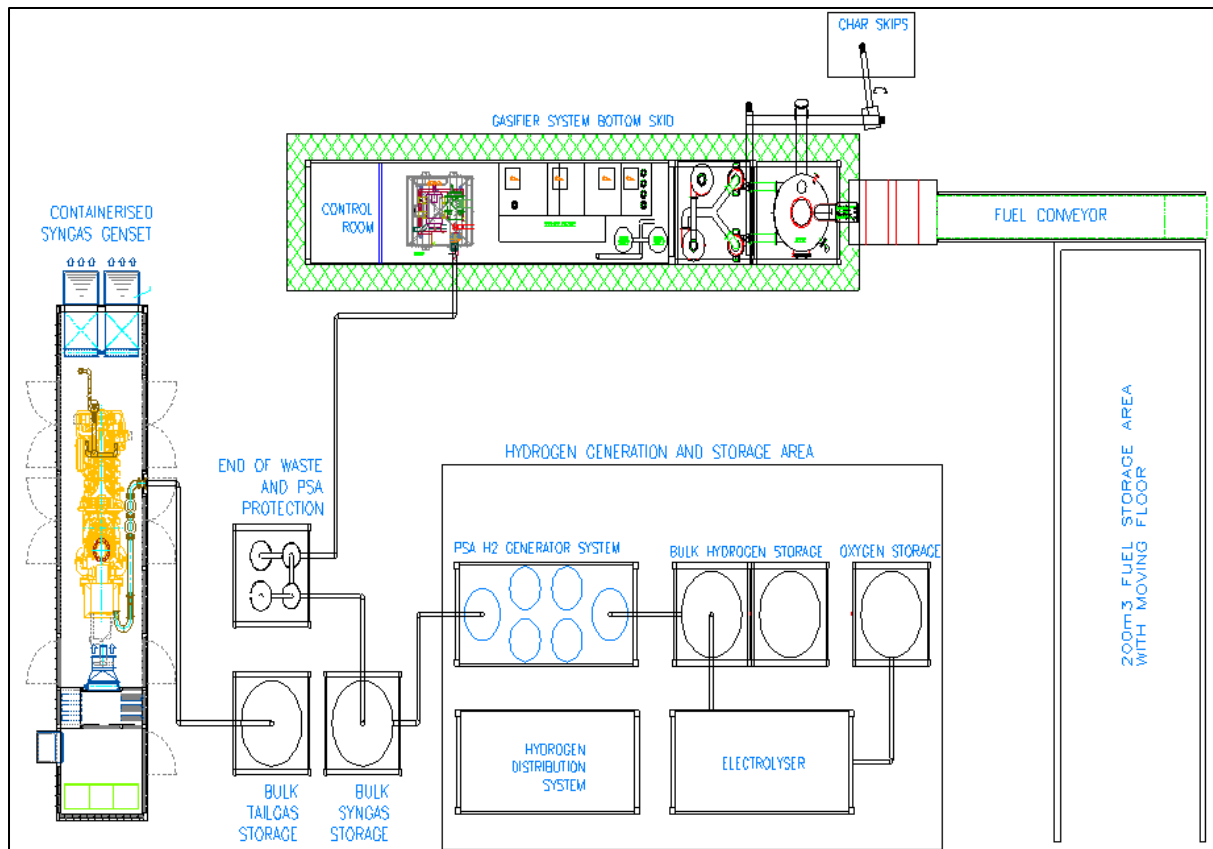 CHAR SKIPS
GASIFIER SYSTEM BOTTOM SKID
CONTROL
ROOM
FUEL CONVEYOR
CONTAINERISED
SYNGAS GENSET
200m3 FUEL STORAGE AREA
WITH MOVING FLOOR
END OF WASTE
AND PSA
PROTECTION
HYDROGEN GENERATION AND STORAGE AREA
PSA H2 GENERATOR SYSTEM
BULK HYDROGEN STORAGE
OXYGEN STORAGE
HYDROGEN
DISTRIBUTION
SYSTEM
ELECTROLYSER
BULK
TAILGAS
STORAGE
BULK
SYNGAS
STORAGE